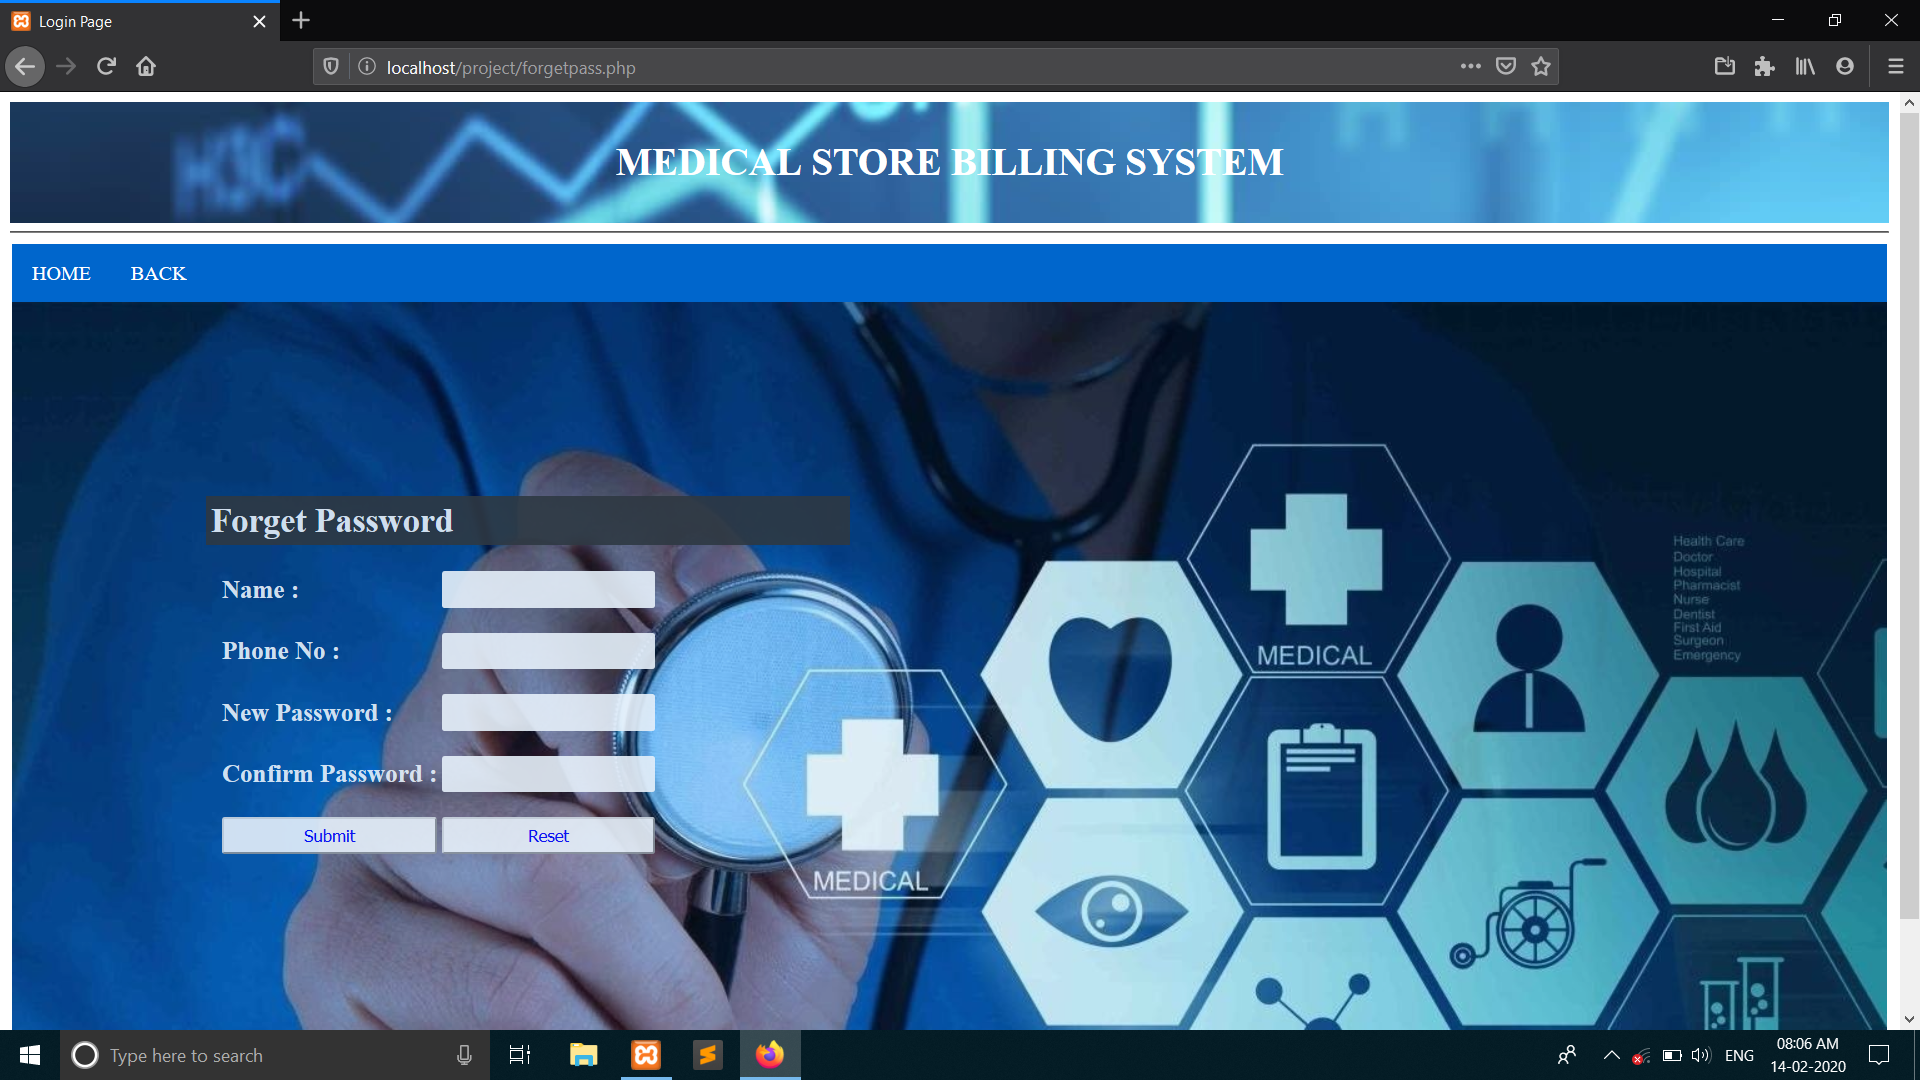 Login Page
localhost/project/forgetpass.php
MEDICAL STORE BILLING SYSTEM
HOME BACK
Forget Password
Name :
Phone No :
New Password :
Confirm Password :
Submit Reset
MEDICAL
MEDICAL
Health Care
Doctor
Hospital
Pharmacist
Nurse
Dentist
First Aid
Surgeon
Emergency
Type here to search
ENG
08:06 AM
14-02-2020